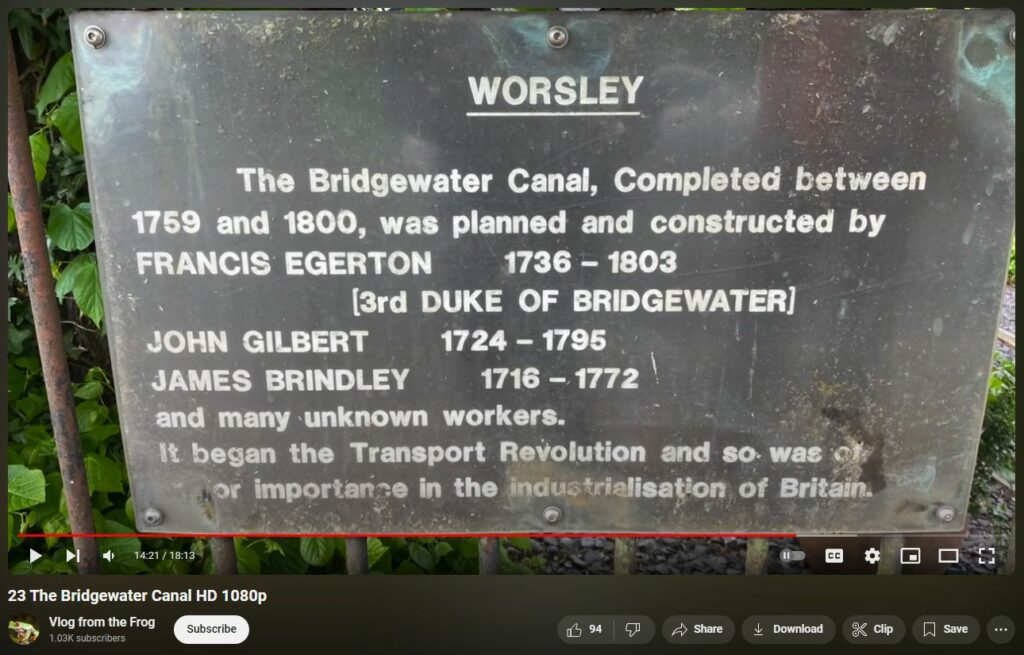 WORSLEY
The Bridgewater Canal, Completed between
1759 and 1800, was planned and constructed by
FRANCIS EGERTON 1736 – 1803
[3rd DUKE OF BRIDGEWATER]
JOHN GILBERT 1724 – 1795
JAMES BRINDLEY 1716 – 1772
and many unknown workers.
It began the Transport Revolution and so was
importance in the industrialisation of Britain.
14:21 / 18:13
CC
23 The Bridgewater Canal HD 1080p
Vlog from the Frog
1.03K subscribers
Subscribe
94
Share
Download
Clip
Save